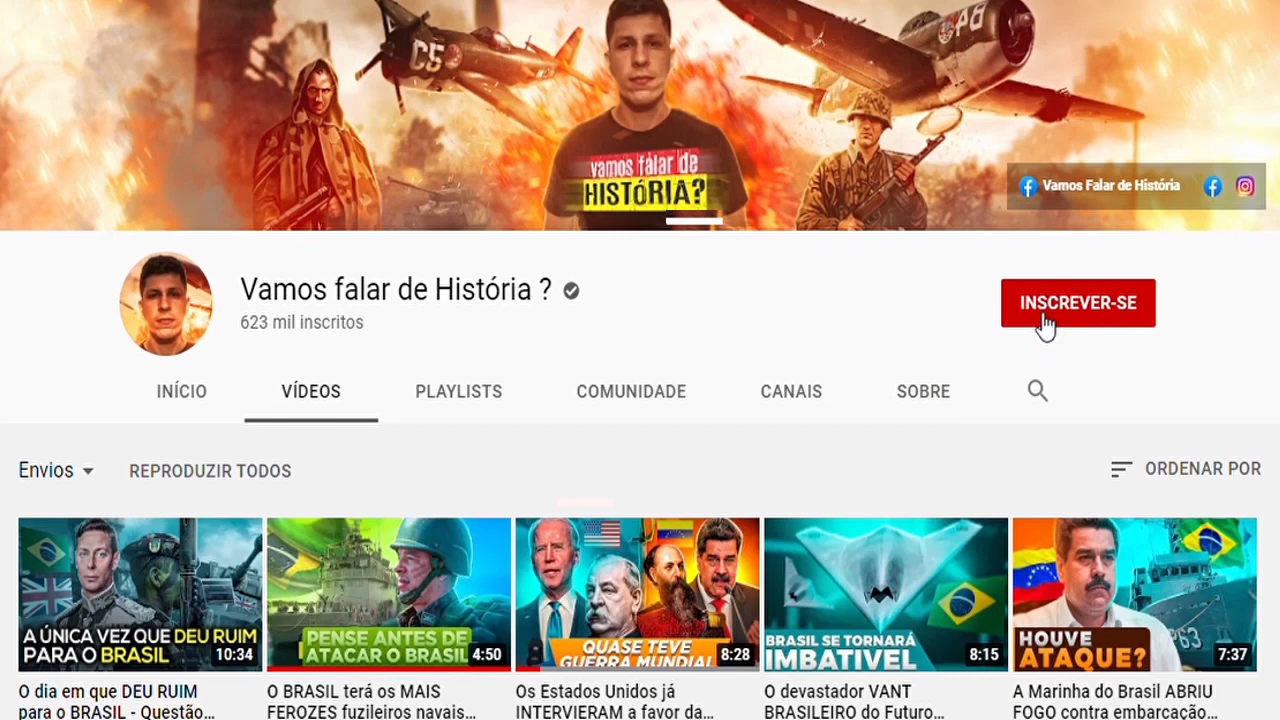 C5
A8
vamos falar de
HISTÓRIA?
Vamos Falar de História
Vamos falar de História ?
623 mil inscritos
INSCREVER-SE
INÍCIO
VÍDEOS
PLAYLISTS
COMUNIDADE
CANAIS
SOBRE
Envios
REPRODUZIR TODOS
ORDENAR POR
A ÚNICA VEZ QUE DEU RUIM
PARA O BRASIL
10:34
PENSE ANTES DE
ATACAR O BRASIL
4:50
QUASE TEVE
GUERRA MUNDIAL
8:28
BRASIL SE TORNARÁ
IMBATIVEL
8:15
P63
HOUVE
ATAQUE?
7:37
O dia em que DEU RUIM
para o BRASIL - Questão...
O BRASIL terá os MAIS
FEROZES fuzileiros navais...
Os Estados Unidos já
INTERVIERAM a favor da...
O devastador VANT
BRASILEIRO do Futuro...
A Marinha do Brasil ABRIU
FOGO contra embarcação...